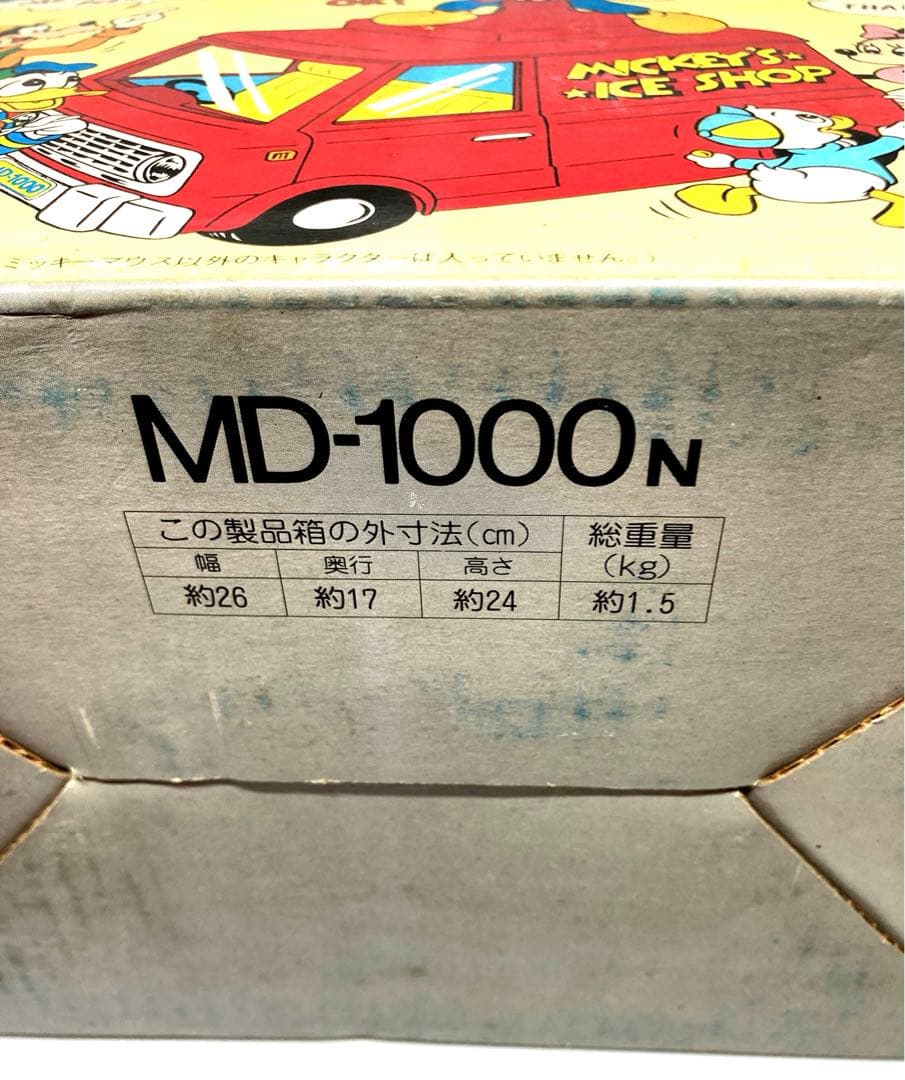 MICKEY'S
ICE SHOP
MD-1000
ミッキーマウス以外のキャラクターは入っていません。)
MD-1000N
この製品箱の外寸法(cm) 総重量(kg)
幅 奥行 高さ
約26 約17 約24 約1.5